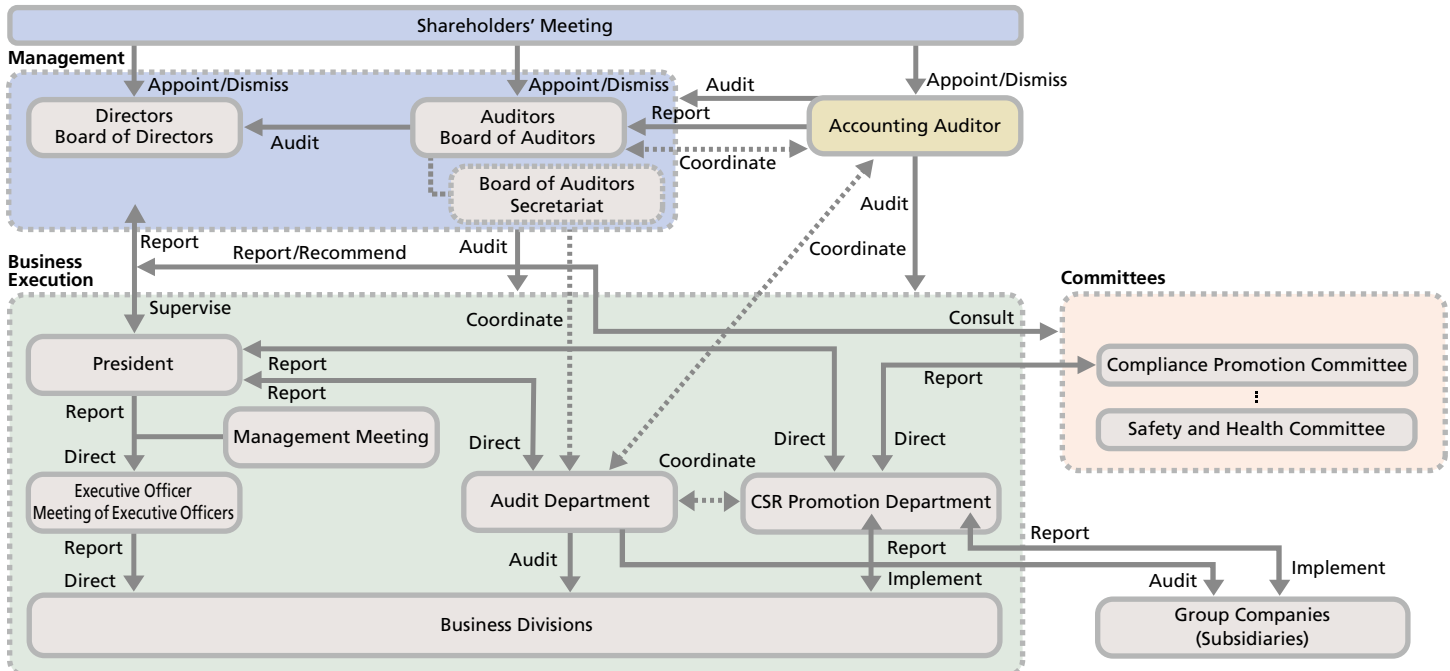 Shareholders’ Meeting
Management
Appoint/Dismiss
Appoint/Dismiss
Appoint/Dismiss
Audit
Directors
Board of Directors
Audit
Auditors
Board of Auditors
Report
Accounting Auditor
Coordinate
Board of Auditors
Secretariat
Audit
Coordinate
Report
Report/Recommend
Audit
Business
Execution
Committees
Supervise
Coordinate
Consult
President
Report
Report
Report
Compliance Promotion Committee
Safety and Health Committee
Report
Management Meeting
Direct
Direct
Direct
Direct
Coordinate
Executive Officer
Meeting of Executive Officers
Audit Department
CSR Promotion Department
Report
Direct
Audit
Report
Implement
Report
Implement
Audit
Business Divisions
Group Companies
(Subsidiaries)